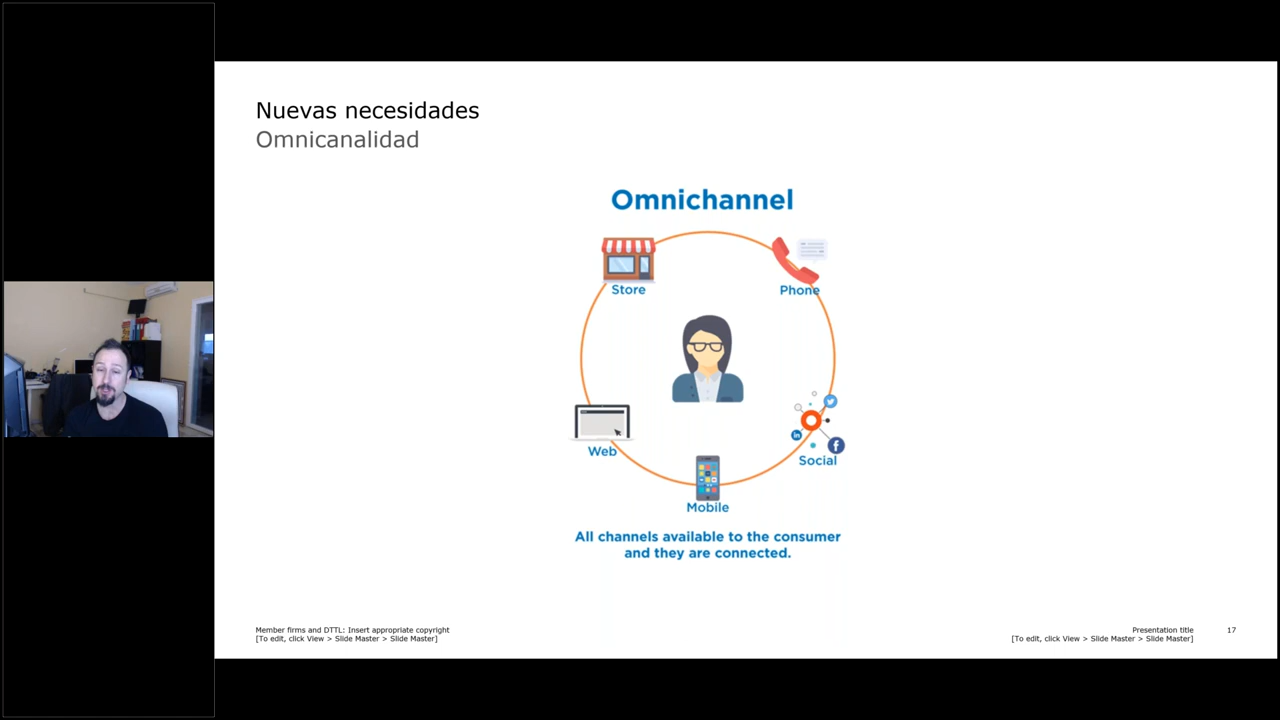 Nuevas necesidades
Omnicanalidad
Omnichannel
Store
Phone
Web
Social
Mobile
All channels available to the consumer
and they are connected.
Member firms and DTTL: Insert appropriate copyright
[To edit, click View > Slide Master > Slide Master]
Presentation title
[To edit, click View > Slide Master > Slide Master]
17